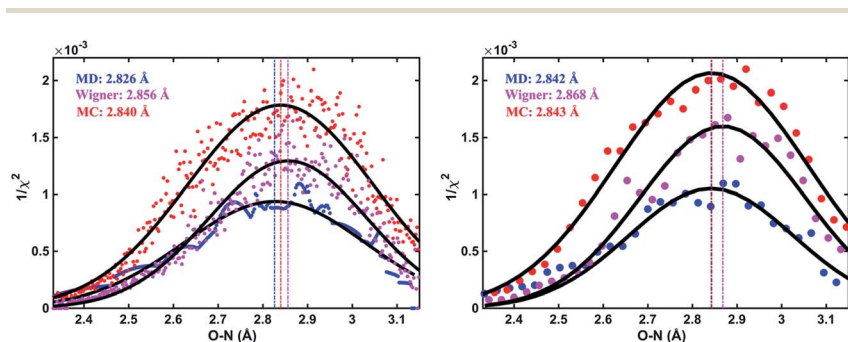 ×10⁻³
MD: 2.826 Å
Wigner: 2.856 Å
MC: 2.840 Å
2
1.5
1
0.5
0
1/χ²
2.4 2.5 2.6 2.7 2.8 2.9 3 3.1
O-N (Å)
×10⁻³
MD: 2.842 Å
Wigner: 2.868 Å
MC: 2.843 Å
2
1.5
1
0.5
0
1/χ²
2.4 2.5 2.6 2.7 2.8 2.9 3 3.1
O-N (Å)